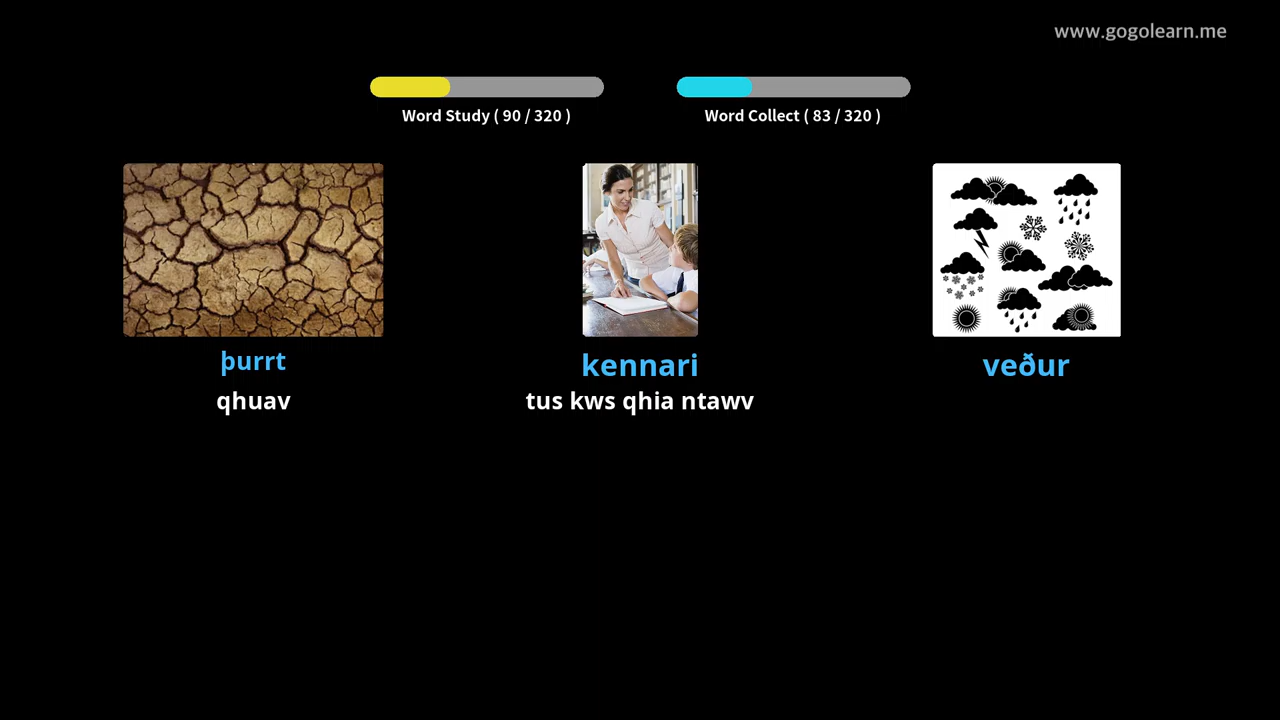 www.gogolearn.me
Word Study ( 90 / 320 )
Word Collect ( 83 / 320 )
þurrt
kennari
veður
qhuav
tus kws qhia ntawv